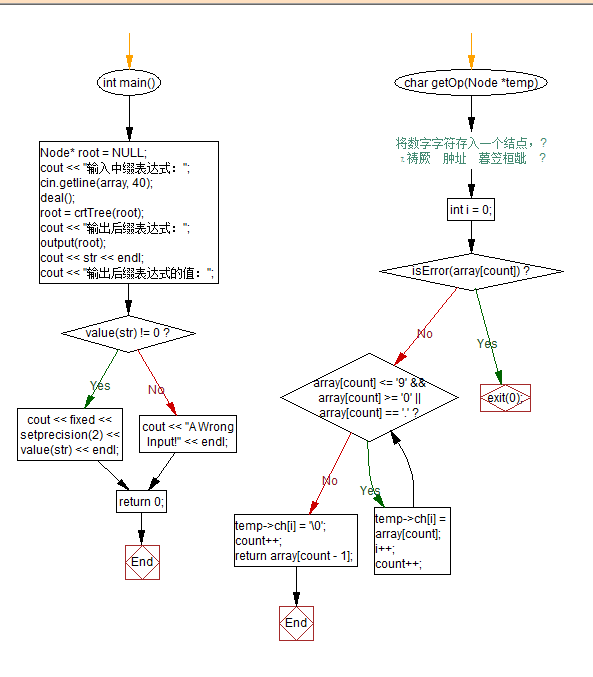 int main()
Node* root = NULL;
cout << "输入中缀表达式：";
cin.getline(array, 40);
deal();
root = crtTree(root);
cout << "输出后缀表达式：";
output(root);
cout << str << endl;
cout << "输出后缀表达式的值：";
value(str) != 0 ?
Yes
No
cout << fixed <<
setprecision(2) <<
value(str) << endl;
cout << "A Wrong
Input!" << endl;
return 0;
End
char getOp(Node *temp)
将数字字符存入一个结点，?
int i = 0;
isError(array[count]) ?
No
Yes
exit(0);
array[count] <= '9' &&
array[count] >= '0' ||
array[count] == '.' ?
No
Yes
temp->ch[i] = '\0';
count++;
return array[count - 1];
temp->ch[i] =
array[count];
i++;
count++;
End